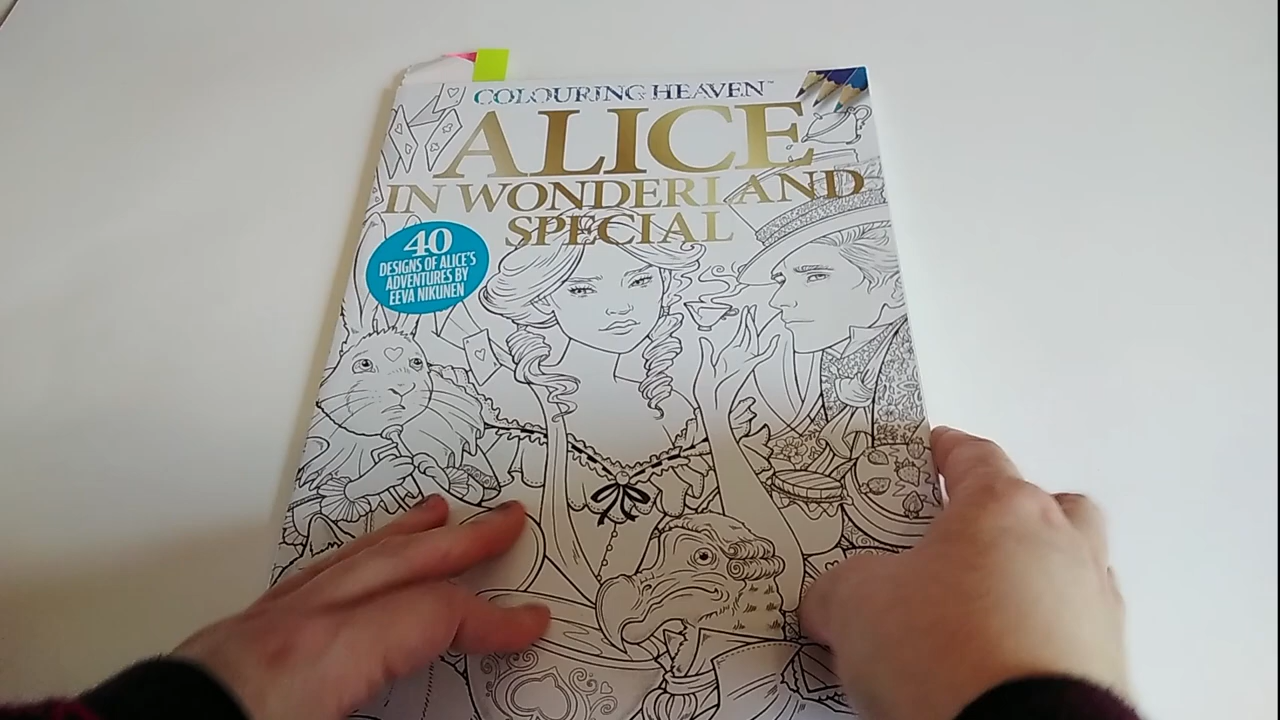 COLOURING HEAVEN™
ALICE
IN WONDERLAND
SPECIAL
40
DESIGNS OF ALICE'S
ADVENTURES BY
EEVA NIKUNEN